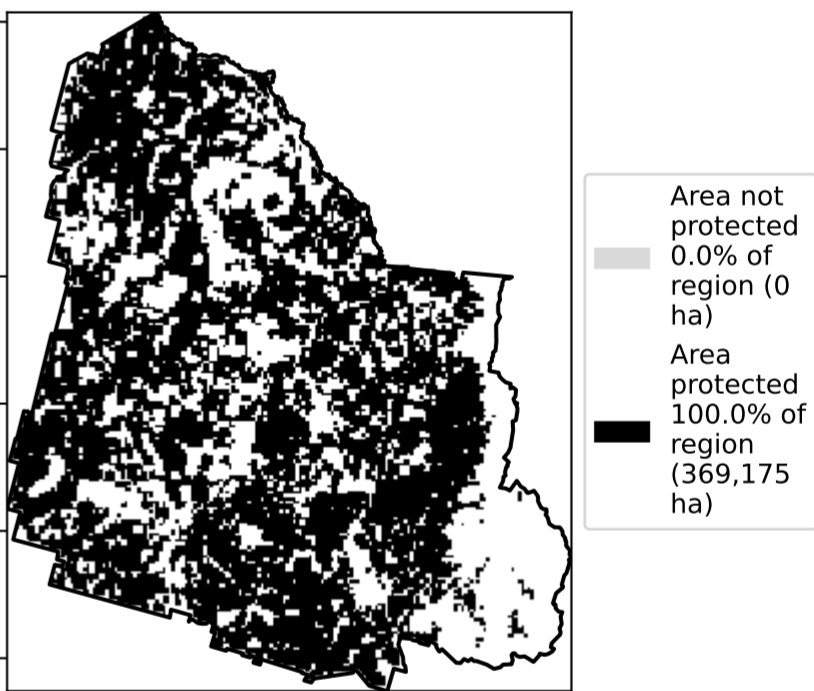 Area not
protected
0.0% of
region (0
ha)
Area
protected
100.0% of
region
(369,175
ha)